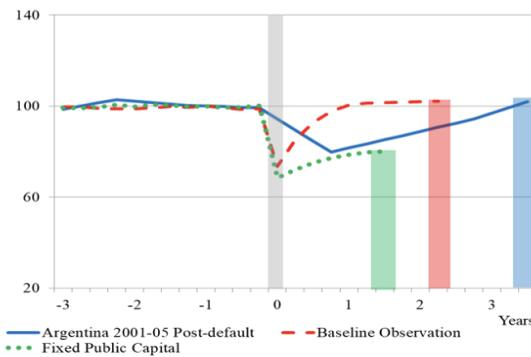 140
100
60
20
-3 -2 -1 0 1 2 3
Years
Argentina 2001-05 Post-default Baseline Observation
Fixed Public Capital